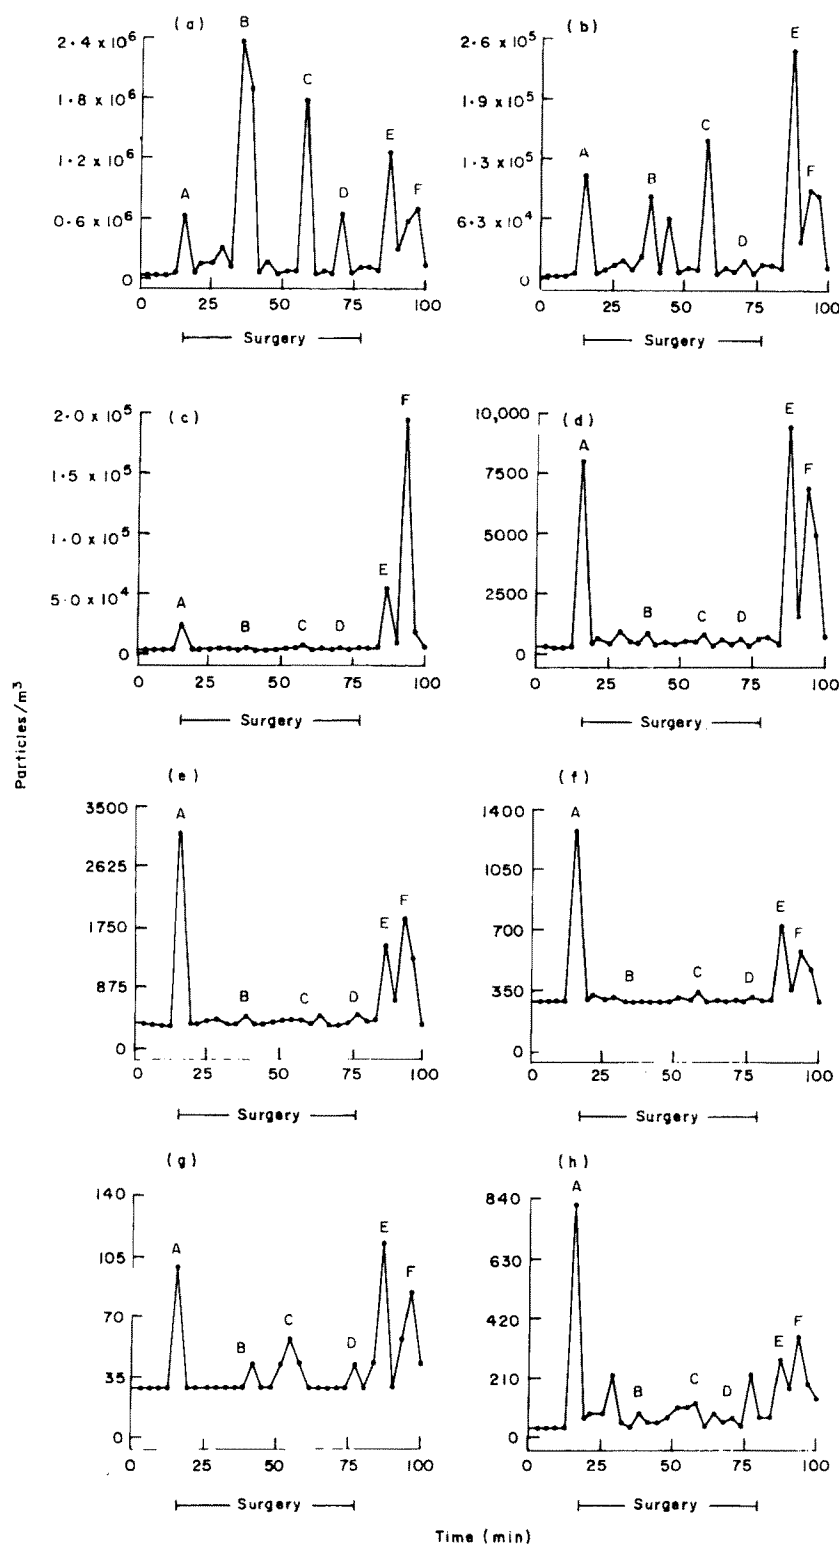 (a)
B
2·4 x 10⁶
1·8 x 10⁶
C
1·2 x 10⁶
E
A
D
F
0·6 x 10⁶
0
0 25 50 75 100
Surgery
(b)
E
2·6 x 10⁵
1·9 x 10⁵
C
1·3 x 10⁵
A
B
F
6·3 x 10⁴
D
0
0 25 50 75 100
Surgery
(c)
F
2·0 x 10⁵
1·5 x 10⁵
1·0 x 10⁵
E
5·0 x 10⁴
A
B C D
0
0 25 50 75 100
Surgery
(d)
10,000
E
A
F
7500
5000
2500
B C D
0
0 25 50 75 100
Surgery
Particles/m³
(e)
3500
A
2625
F
1750
E
875
B C D
0
0 25 50 75 100
Surgery
(f)
1400
A
1050
E
700
F
B C D
350
0
0 25 50 75 100
Surgery
(g)
140
E
A
105
F
70
C
B D
35
0
0 25 50 75 100
Surgery
(h)
A
840
630
420
F
E
210
B C D
0
0 25 50 75 100
Surgery
Time (min)